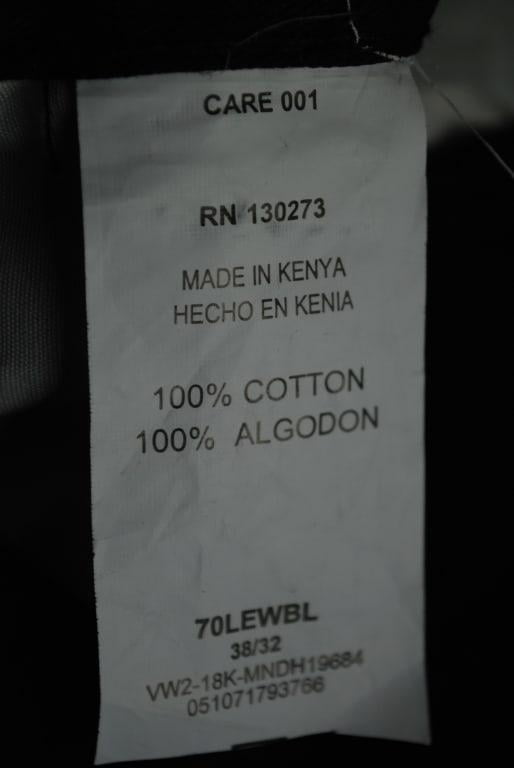 CARE 001
RN 130273
MADE IN KENYA
HECHO EN KENIA
100% COTTON
100% ALGODON
70LEWBL
38/32
VW2-18K-MNDH19684
051071793766